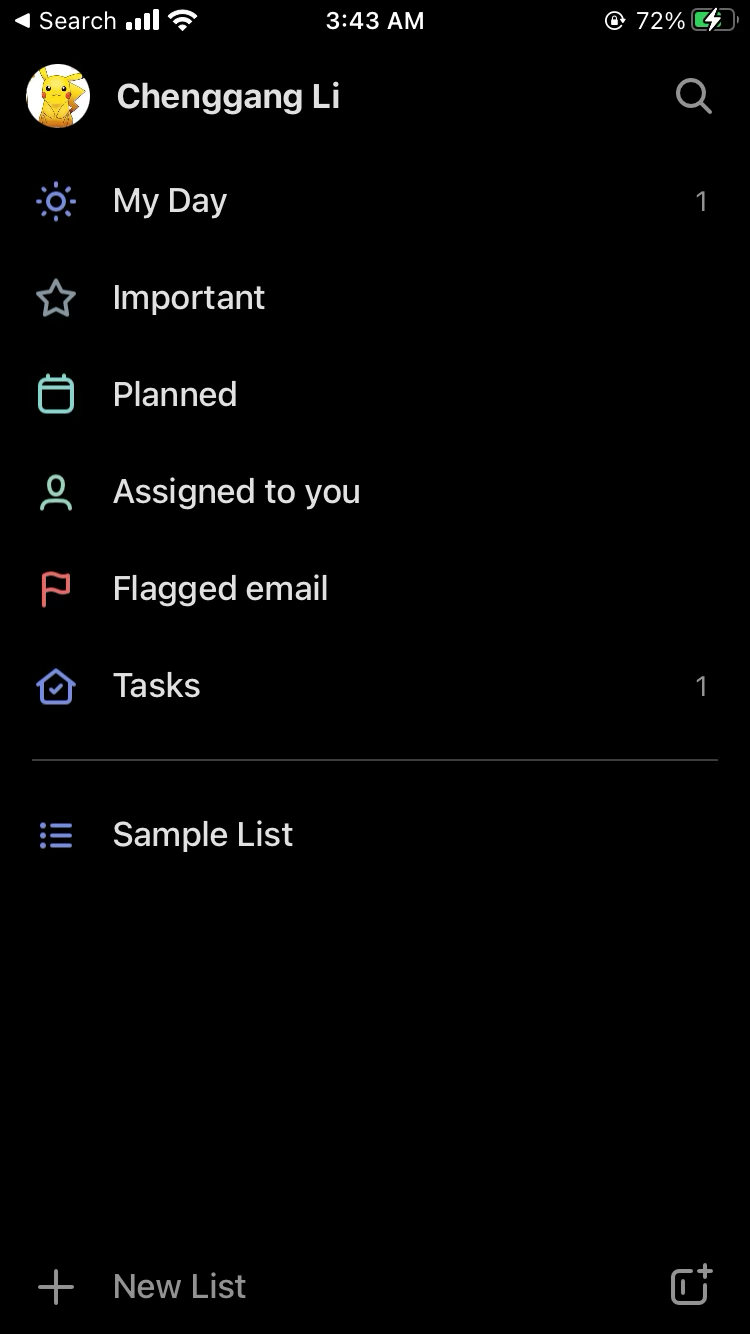 Search 3:43 AM 72%
Chenggang Li
My Day 1
Important
Planned
Assigned to you
Flagged email
Tasks 1
Sample List
New List